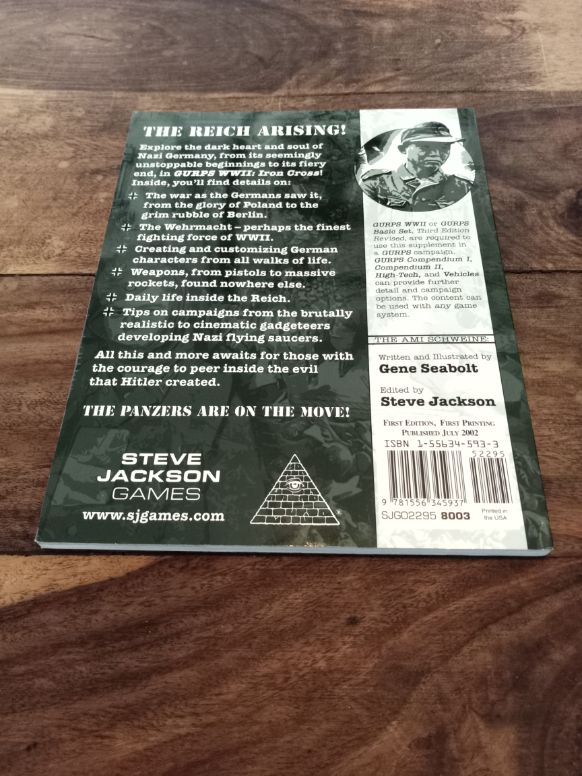 THE REICH ARISING!
Explore the dark heart and soul of
Nazi Germany, from its seemingly
unstoppable beginnings to its fiery
end, in GURPS WWII: Iron Cross!
Inside, you'll find details on:
The war as the Germans saw it,
from the glory of Poland to the
grim rubble of Berlin.
The Wehrmacht – perhaps the finest
fighting force of WWII.
Creating and customizing German
characters from all walks of life.
Weapons, from pistols to massive
rockets, found nowhere else.
Daily life inside the Reich.
Tips on campaigns from the brutally
realistic to cinematic gadgeteers
developing Nazi flying saucers.
All this and more awaits for those with
the courage to peer inside the evil
that Hitler created.
THE PANZERS ARE ON THE MOVE!
STEVE
JACKSON
GAMES
www.sjgames.com
GURPS WWII or GURPS
Basic Set, Third Edition
Revised, are required to
use this supplement in
a GURPS campaign.
GURPS Compendium I,
Compendium II,
High-Tech, and Vehicles
can provide further
detail and campaign
options. The content can
be used with any game
system.
THE AMI SCHWEINE:
Written and Illustrated by
Gene Seabolt
Edited by
Steve Jackson
FIRST EDITION, FIRST PRINTING
PUBLISHED JULY 2002
ISBN 1-55634-593-3
52295
9 781556 345937
SJG02295 8003
Printed in
the USA